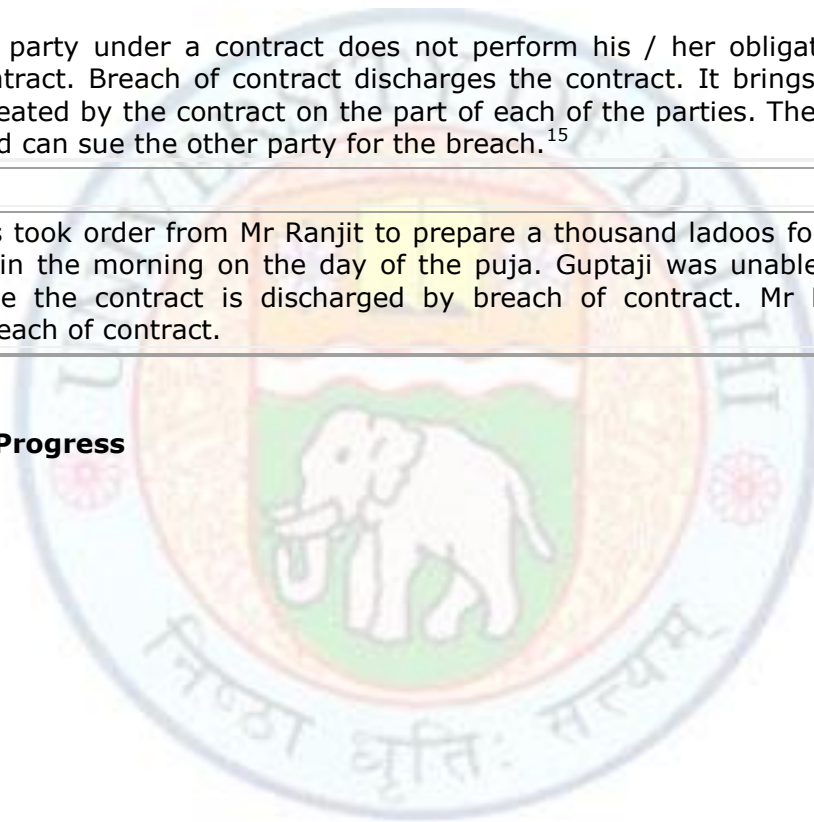 party under a contract does not perform his / her obligat
ntract. Breach of contract discharges the contract. It brings
eated by the contract on the part of each of the parties. The
d can sue the other party for the breach.15
s took order from Mr Ranjit to prepare a thousand ladoos fo
in the morning on the day of the puja. Guptaji was unable
e the contract is discharged by breach of contract. Mr
each of contract.
Progress
UNIVERSITY OF DELHI
निष्ठा धृतिः सत्यम्